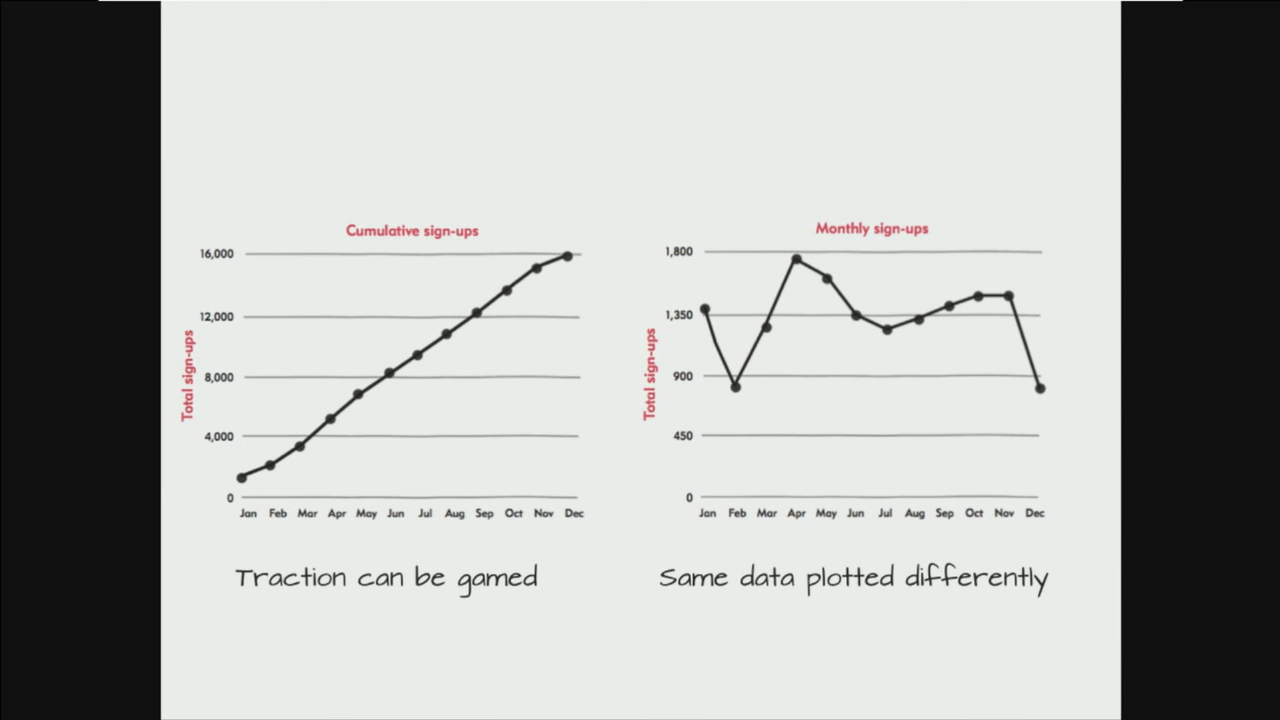 Cumulative sign-ups
Total sign-ups
16,000
12,000
8,000
4,000
0
Jan Feb Mar Apr May Jun Jul Aug Sep Oct Nov Dec
Traction can be gamed
Monthly sign-ups
Total sign-ups
1,800
1,350
900
450
0
Jan Feb Mar Apr May Jun Jul Aug Sep Oct Nov Dec
Same data plotted differently